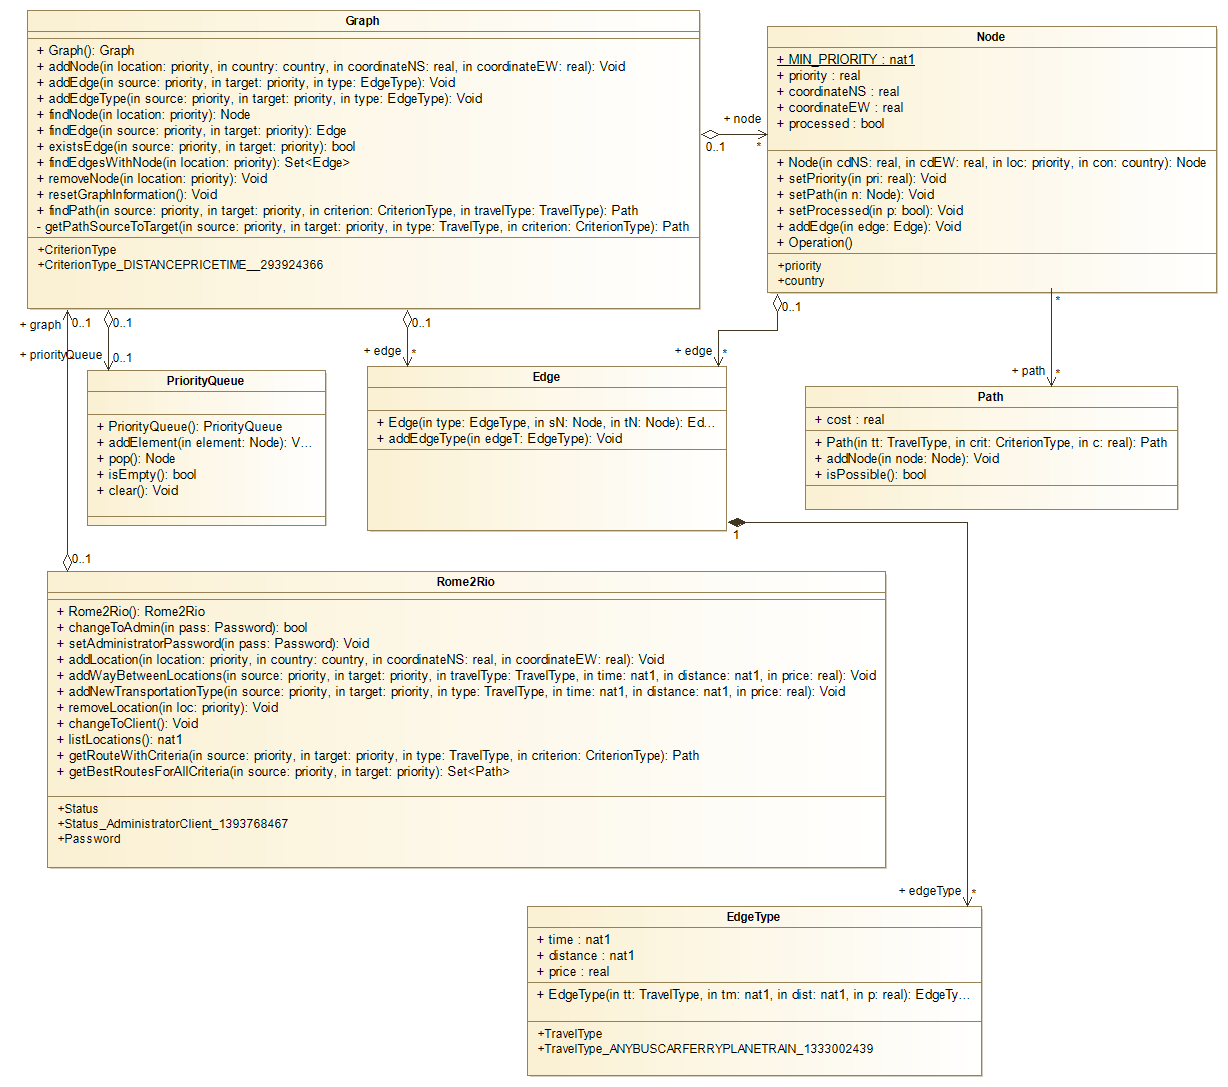 Graph
+ Graph(): Graph
+ addNode(in location: priority, in country: country, in coordinateNS: real, in coordinateEW: real): Void
+ addEdge(in source: priority, in target: priority, in type: EdgeType): Void
+ addEdgeType(in source: priority, in target: priority, in type: EdgeType): Void
+ findNode(in location: priority): Node
+ findEdge(in source: priority, in target: priority): Edge
+ existsEdge(in source: priority, in target: priority): bool
+ findEdgesWithNode(in location: priority): Set<Edge>
+ removeNode(in location: priority): Void
+ resetGraphInformation(): Void
+ findPath(in source: priority, in target: priority, in criterion: CriterionType, in travelType: TravelType): Path
- getPathSourceToTarget(in source: priority, in target: priority, in type: TravelType, in criterion: CriterionType): Path
+CriterionType
+CriterionType_DISTANCEPRICETIME__293924366
Node
+ MIN_PRIORITY : nat1
+ priority : real
+ coordinateNS : real
+ coordinateEW : real
+ processed : bool
+ Node(in cdNS: real, in cdEW: real, in loc: priority, in con: country): Node
+ setPriority(in pri: real): Void
+ setPath(in n: Node): Void
+ setProcessed(in p: bool): Void
+ addEdge(in edge: Edge): Void
+ Operation()
+priority
+country
+ node
0..1
*
+ graph
0..1
0..1
0..1
0..1
*
+ priorityQueue
0..1
+ edge
*
+ edge
*
+ path
*
PriorityQueue
+ PriorityQueue(): PriorityQueue
+ addElement(in element: Node): V...
+ pop(): Node
+ isEmpty(): bool
+ clear(): Void
Edge
+ Edge(in type: EdgeType, in sN: Node, in tN: Node): Ed...
+ addEdgeType(in edgeT: EdgeType): Void
Path
+ cost : real
+ Path(in tt: TravelType, in crit: CriterionType, in c: real): Path
+ addNode(in node: Node): Void
+ isPossible(): bool
1
0..1
Rome2Rio
+ Rome2Rio(): Rome2Rio
+ changeToAdmin(in pass: Password): bool
+ setAdministratorPassword(in pass: Password): Void
+ addLocation(in location: priority, in country: country, in coordinateNS: real, in coordinateEW: real): Void
+ addWayBetweenLocations(in source: priority, in target: priority, in travelType: TravelType, in time: nat1, in distance: nat1, in price: real): Void
+ addNewTransportationType(in source: priority, in target: priority, in type: TravelType, in time: nat1, in distance: nat1, in price: real): Void
+ removeLocation(in loc: priority): Void
+ changeToClient(): Void
+ listLocations(): nat1
+ getRouteWithCriteria(in source: priority, in target: priority, in type: TravelType, in criterion: CriterionType): Path
+ getBestRoutesForAllCriteria(in source: priority, in target: priority): Set<Path>
+Status
+Status_AdministratorClient_1393768467
+Password
+ edgeType
*
EdgeType
+ time : nat1
+ distance : nat1
+ price : real
+ EdgeType(in tt: TravelType, in tm: nat1, in dist: nat1, in p: real): EdgeTy...
+TravelType
+TravelType_ANYBUSCARFERRYPLANETRAIN_1333002439